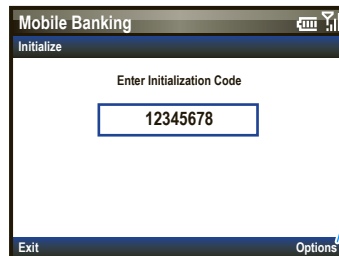 Mobile Banking
Initialize
Enter Initialization Code
12345678
Exit Options